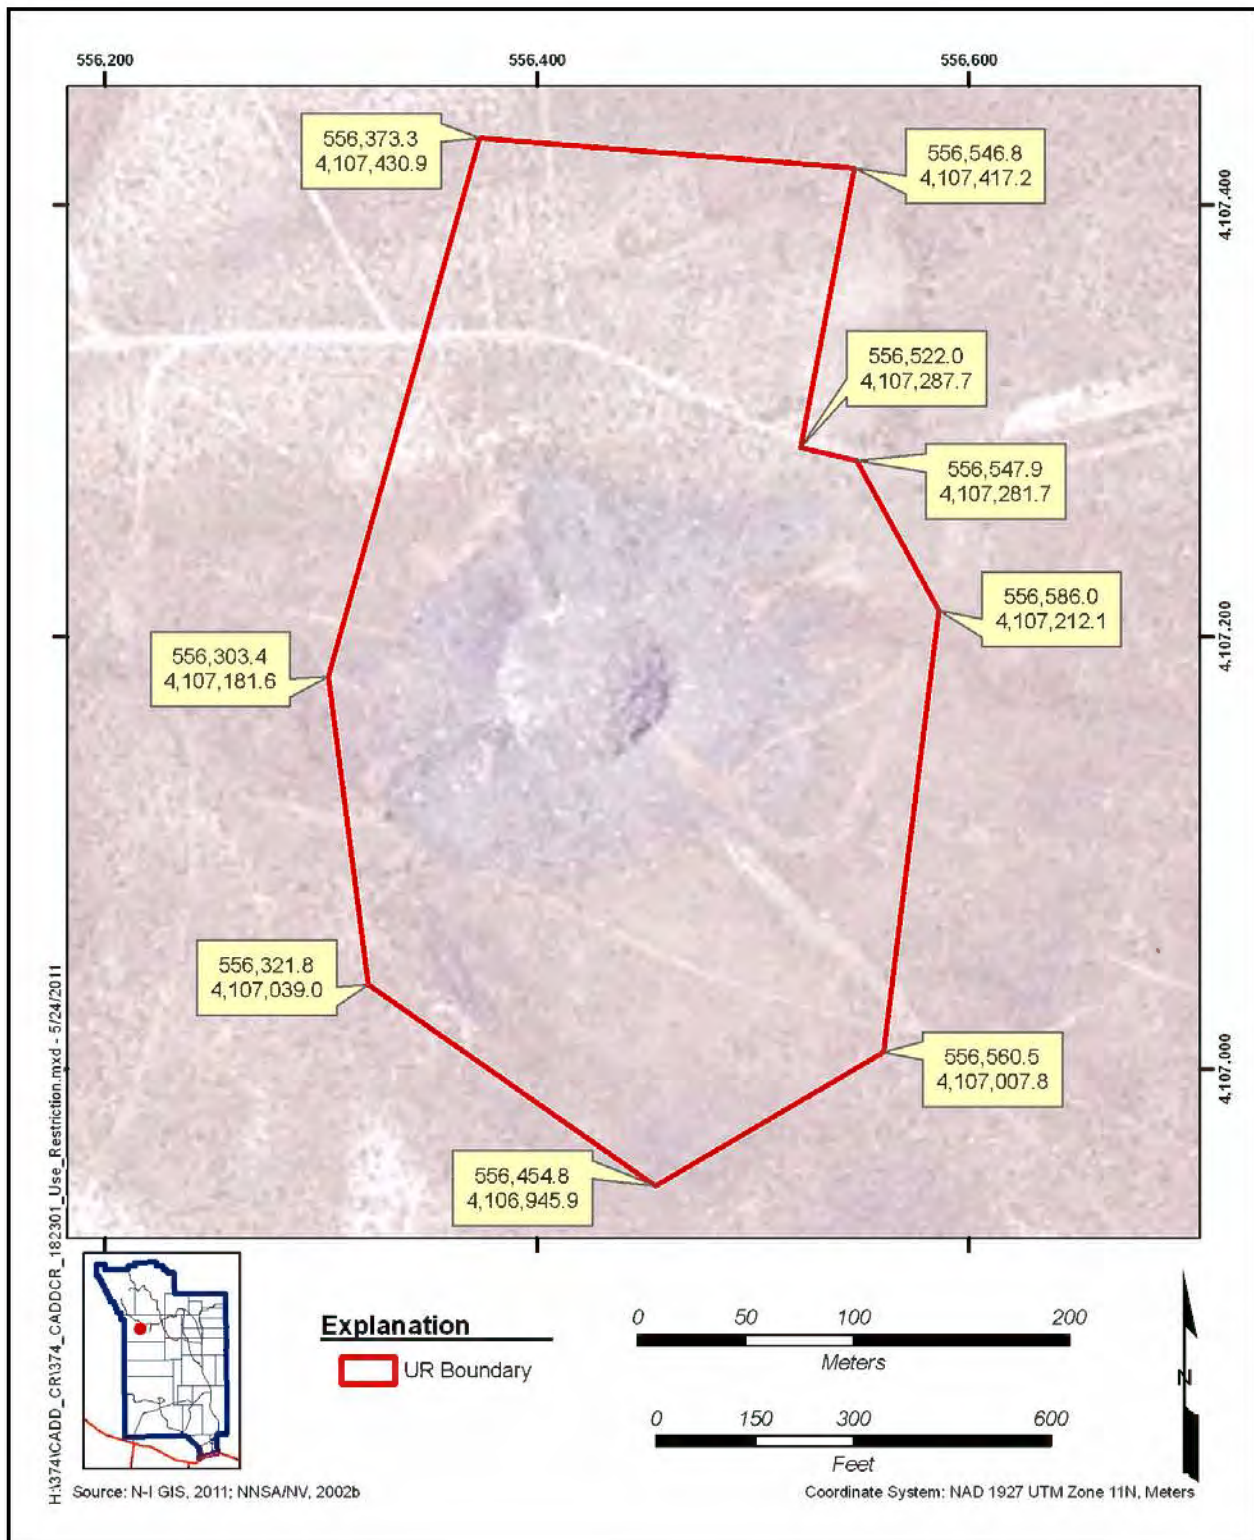 556,200
556,400
556,600
556,373.3
4,107,430.9
556,546.8
4,107,417.2
4,107,400
556,522.0
4,107,287.7
556,547.9
4,107,281.7
556,586.0
4,107,212.1
4,107,200
556,303.4
4,107,181.6
556,321.8
4,107,039.0
556,560.5
4,107,007.8
4,107,000
556,454.8
4,106,945.9
H:\374\CADD_CR\374_CADDCR_182301_Use_Restriction.mxd - 5/24/2011
Explanation
UR Boundary
0 50 100 200
Meters
0 150 300 600
Feet
N
Source: N-I GIS, 2011; NNSA/NV, 2002b
Coordinate System: NAD 1927 UTM Zone 11N, Meters